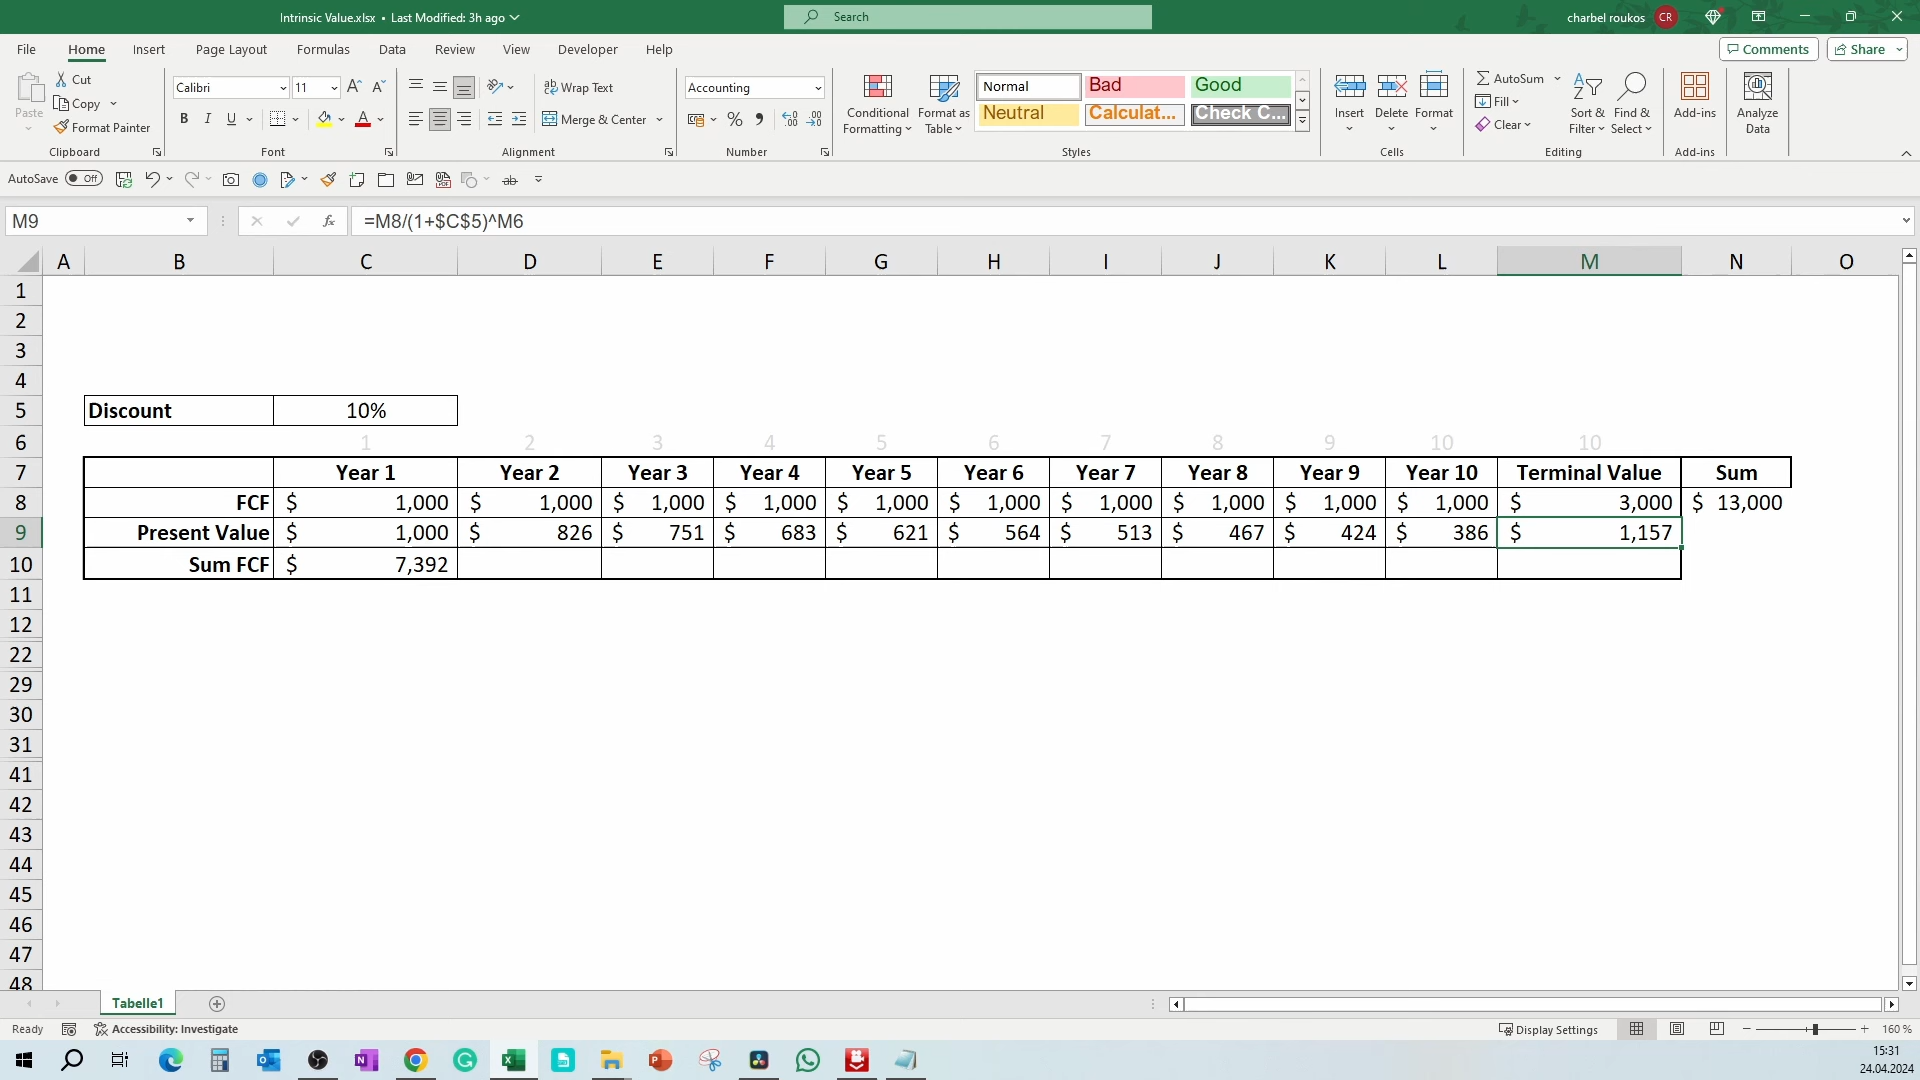 Intrinsic Value.xlsx • Last Modified: 3h ago
Search
charbel roukos CR
File Home Insert Page Layout Formulas Data Review View Developer Help
Comments Share
Paste
Cut
Copy
Format Painter
Clipboard
Calibri 11
B I U
Font
Wrap Text
Merge & Center
Alignment
Accounting
Number
Conditional Formatting
Format as Table
Normal Bad Good
Neutral Calculat... Check C...
Styles
Insert Delete Format
Cells
AutoSum
Fill
Clear
Sort & Filter
Find & Select
Editing
Add-ins
Add-ins
Analyze Data
AutoSave Off
M9
=M8/(1+$C$5)^M6
A B C D E F G H I J K L M N O
1
2
3
4
5 Discount 10%
6 1 2 3 4 5 6 7 8 9 10 10
7 Year 1 Year 2 Year 3 Year 4 Year 5 Year 6 Year 7 Year 8 Year 9 Year 10 Terminal Value Sum
8 FCF $ 1,000 $ 1,000 $ 1,000 $ 1,000 $ 1,000 $ 1,000 $ 1,000 $ 1,000 $ 1,000 $ 1,000 $ 3,000 $ 13,000
9 Present Value $ 1,000 $ 826 $ 751 $ 683 $ 621 $ 564 $ 513 $ 467 $ 424 $ 386 $ 1,157
10 Sum FCF $ 7,392
11
12
22
29
30
31
41
42
43
44
45
46
47
48
Tabelle1
Ready
Accessibility: Investigate
Display Settings
160 %
15:31
24.04.2024